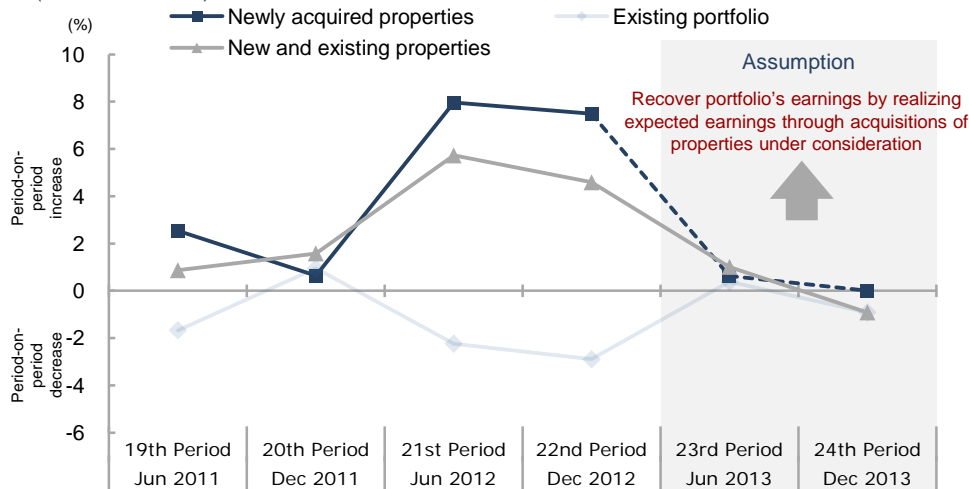 (%)
Newly acquired properties
Existing portfolio
New and existing properties
10
8
6
4
2
0
-2
-4
-6
Period-on-
period
increase
Period-on-
period
decrease
Assumption
Recover portfolio's earnings by realizing
expected earnings through acquisitions of
properties under consideration
19th Period
Jun 2011
20th Period
Dec 2011
21st Period
Jun 2012
22nd Period
Dec 2012
23rd Period
Jun 2013
24th Period
Dec 2013